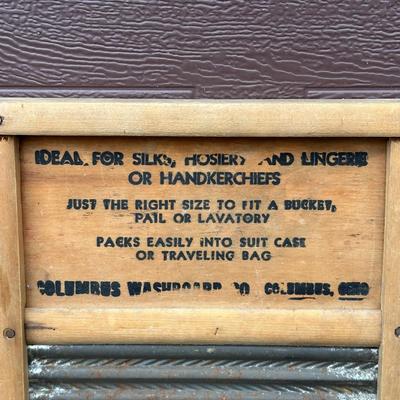 IDEAL FOR SILKS, HOSIERY AND LINGERIE
OR HANDKERCHIEFS
JUST THE RIGHT SIZE TO FIT A BUCKET,
PAIL OR LAVATORY
PACKS EASILY INTO SUIT CASE
OR TRAVELING BAG
COLUMBUS WASHBOARD CO. COLUMBUS, OHIO